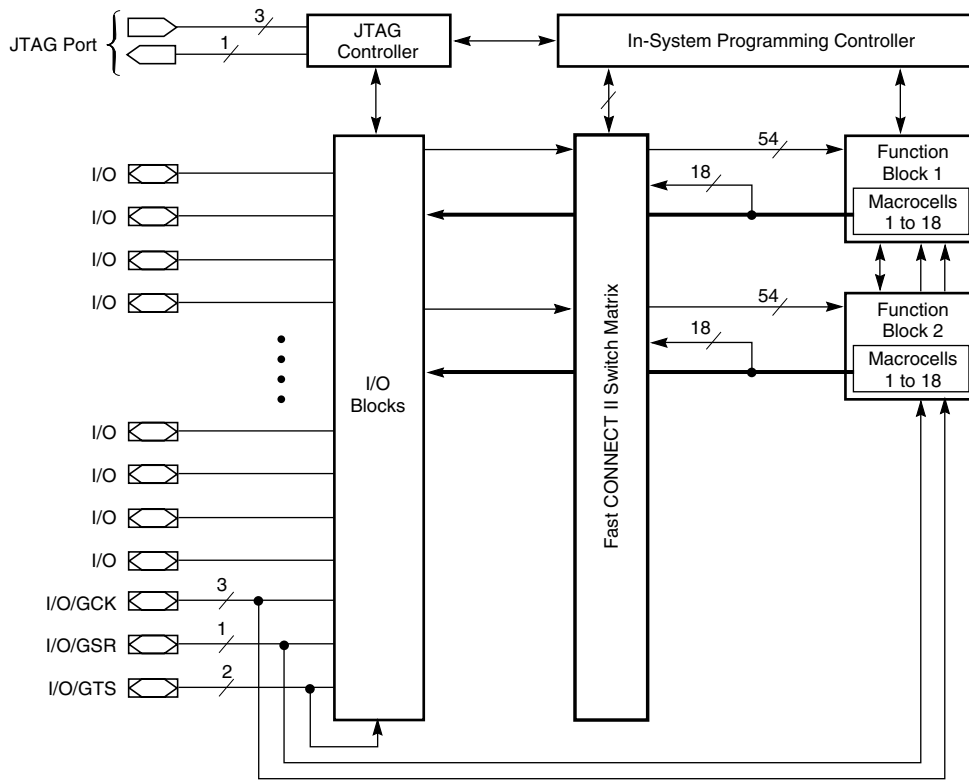 JTAG Port
3
1
JTAG
Controller
In-System Programming Controller
I/O
I/O
I/O
I/O
I/O
I/O
I/O
I/O
I/O/GCK
3
I/O/GSR
1
I/O/GTS
2
I/O
Blocks
Fast CONNECT II Switch Matrix
54
18
Function
Block 1
Macrocells
1 to 18
54
18
Function
Block 2
Macrocells
1 to 18